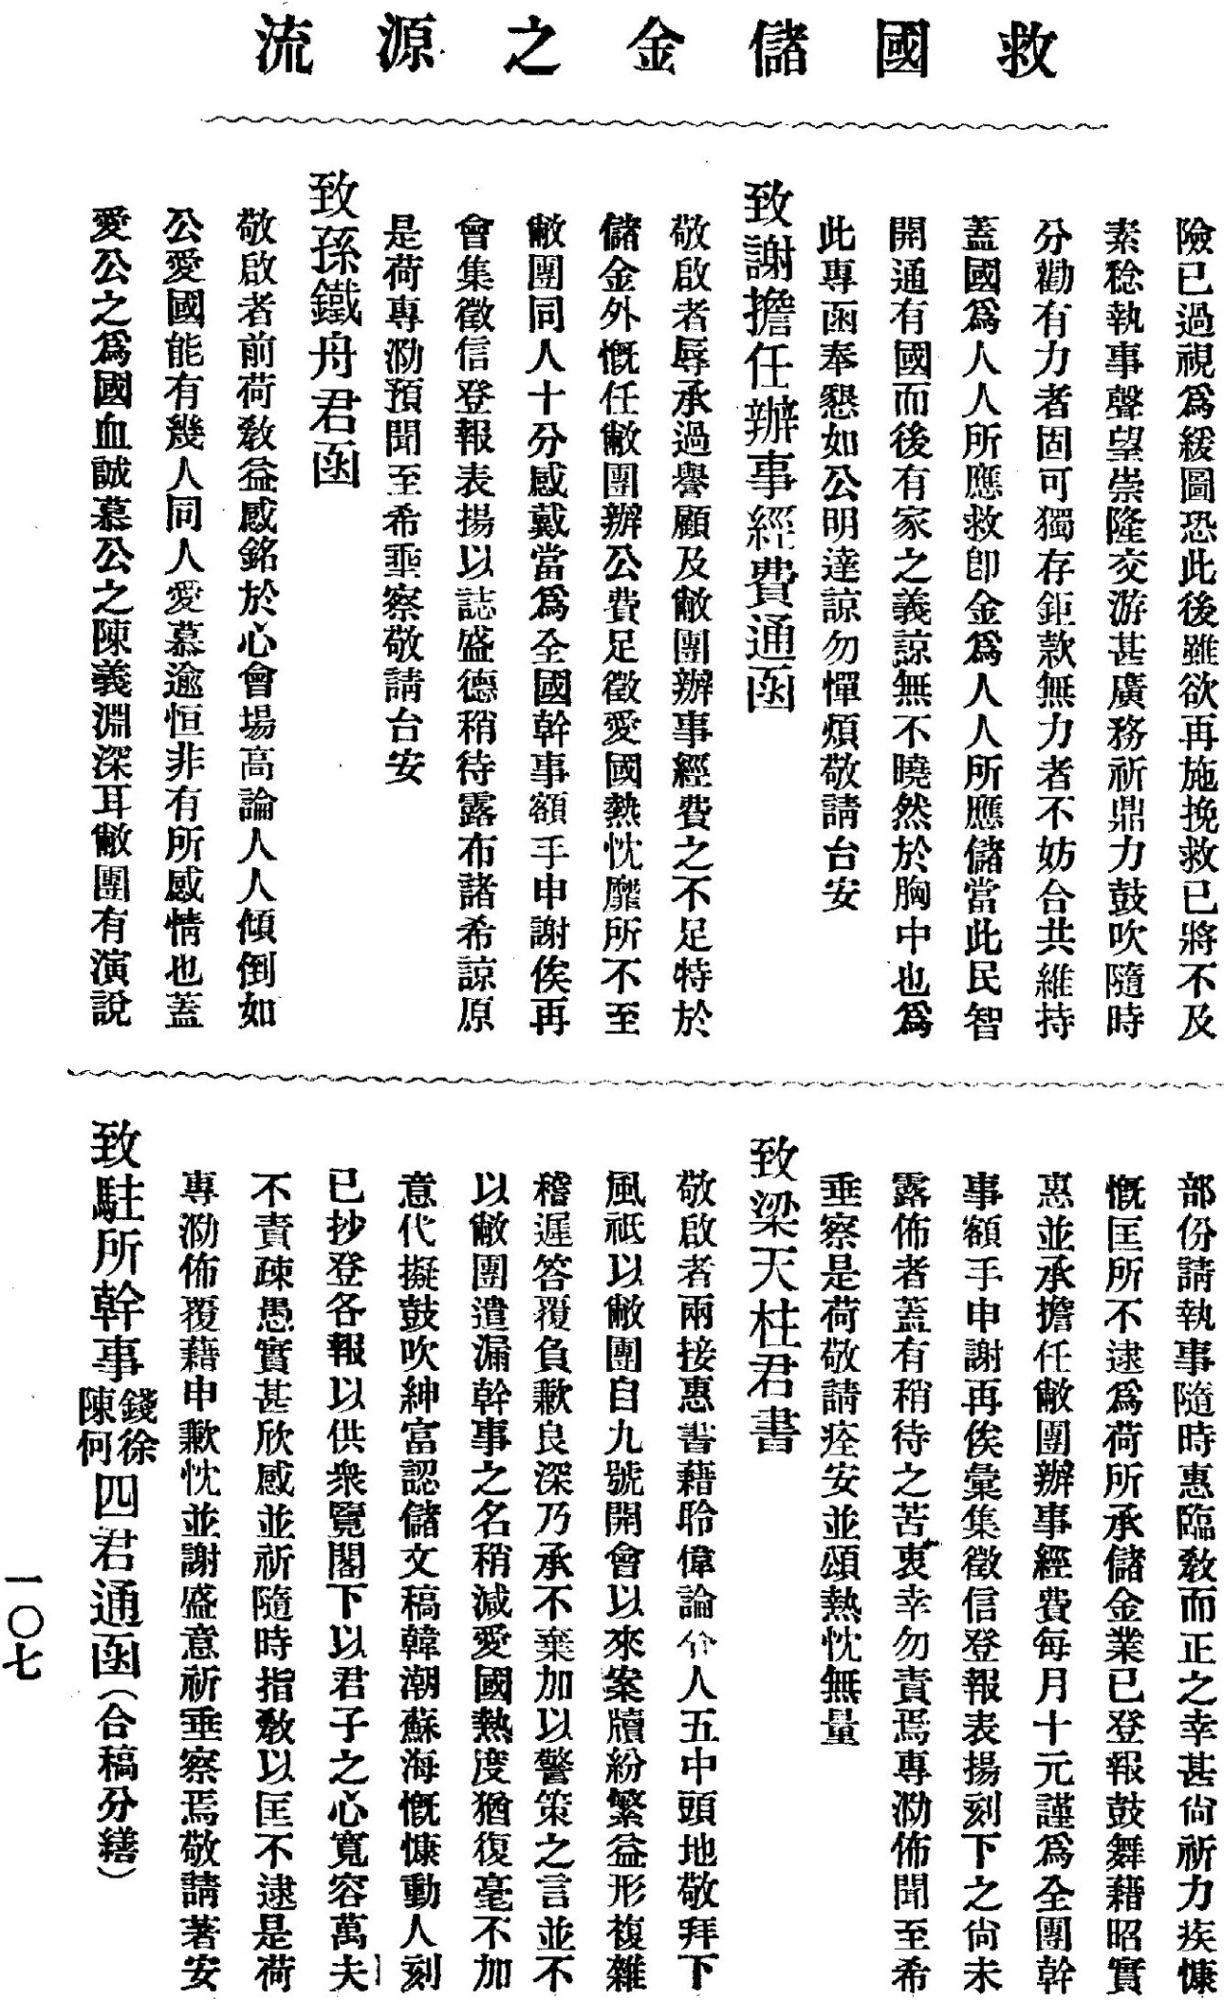 救國儲金之源流
險已過視爲緩圖恐此後雖欲再施挽救已將不及
素稔執事聲望崇隆交游甚廣務祈鼎力鼓吹隨時
分勸有力者固可獨存鉅款無力者不妨合共維持
蓋國爲人人所應救卽金爲人人所應儲當此民智
開通有國而後有家之義諒無不曉然於胸中也爲
此專函奉懇如公明達諒勿憚煩敬請台安
致謝擔任辦事經費通函
敬啟者辱承過譽顧及敝團辦事經費之不足特於
儲金外慨任敝團辦公費足徵愛國熱忱靡所不至
敝團同人十分感戴當爲全國幹事額手申謝俟再
會集徵信登報表揚以誌盛德稍待露布諸希諒原
是荷專泐預聞至希垂察敬請台安
致孫鐵舟君函
敬啟者前荷敎益感銘於心會場高論人人傾倒如
公愛國能有幾人同人愛慕逾恒非有所感情也蓋
愛公之爲國血誠慕公之陳義淵深耳敝團有演說
部份請執事隨時惠臨敎而正之幸甚尙祈力疾慷
慨匡所不逮爲荷所承儲金業已登報鼓舞藉昭實
惠並承擔任敝團辦事經費每月十元謹爲全團幹
事額手申謝再俟彙集徵信登報表揚刻下之尙未
露佈者蓋有稍待之苦衷幸勿責焉專泐佈聞至希
垂察是荷敬請痊安並頌熱忱無量
致梁天柱君書
敬啟者兩接惠書藉聆偉論令人五中頭地敬拜下
風祇以敝團自九號開會以來案牘紛繁益形複雜
稽遲答覆負歉良深乃承不棄加以警策之言並不
以敝團遺漏幹事之名稍減愛國熱度猶復毫不加
意代擬鼓吹紳富認儲文稿韓潮蘇海慨慷動人刻
已抄登各報以供衆覽閣下以君子之心寬容萬夫
不責疎愚實甚欣感並祈隨時指敎以匡不逮是荷
專泐佈覆藉申歉忱並謝盛意祈垂察焉敬請著安
致駐所幹事錢徐陳何四君通函（合稿分繕）
一〇七